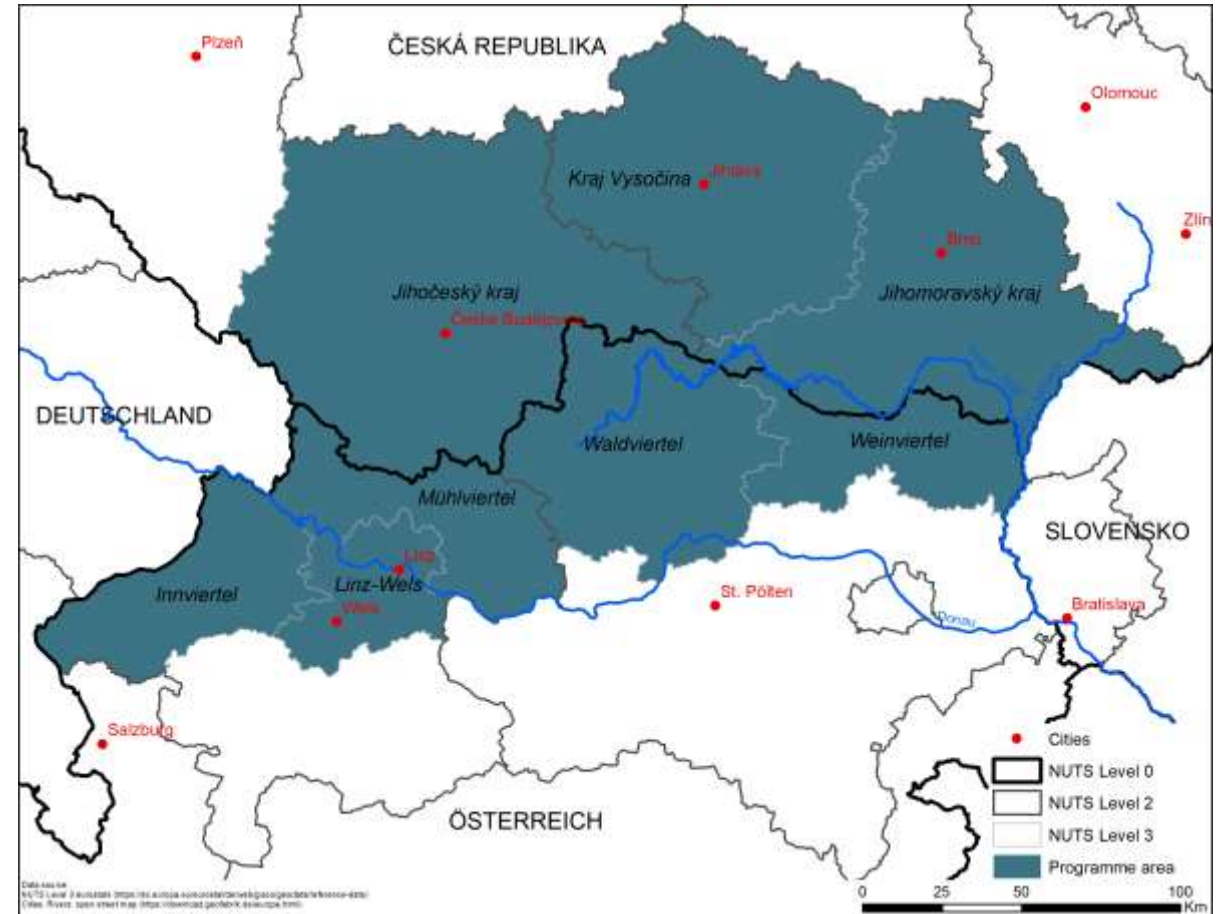 Plzeň
ČESKÁ REPUBLIKA
Olomouc
Kraj Vysočina
Jihlava
Zlín
Brno
Jihočeský kraj
Jihomoravský kraj
České Budějovice
DEUTSCHLAND
Waldviertel
Weinviertel
Mühlviertel
SLOVENSKO
Linz
Innviertel
Linz-Wels
Wels
St. Pölten
Bratislava
Donau
Salzburg
Cities
NUTS Level 0
ÖSTERREICH
NUTS Level 2
NUTS Level 3
Programme area
Data source
0 25 50 100
Km